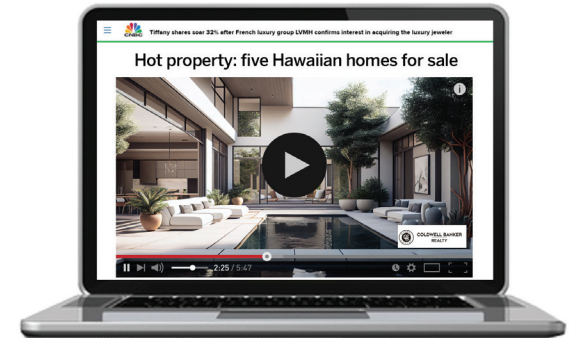 CNBC
Tiffany shares soar 32% after French luxury group LVMH confirms interest in acquiring the luxury jeweler
Hot property: five Hawaiian homes for sale
i
COLDWELL BANKER
REALTY
2:25 / 5:47